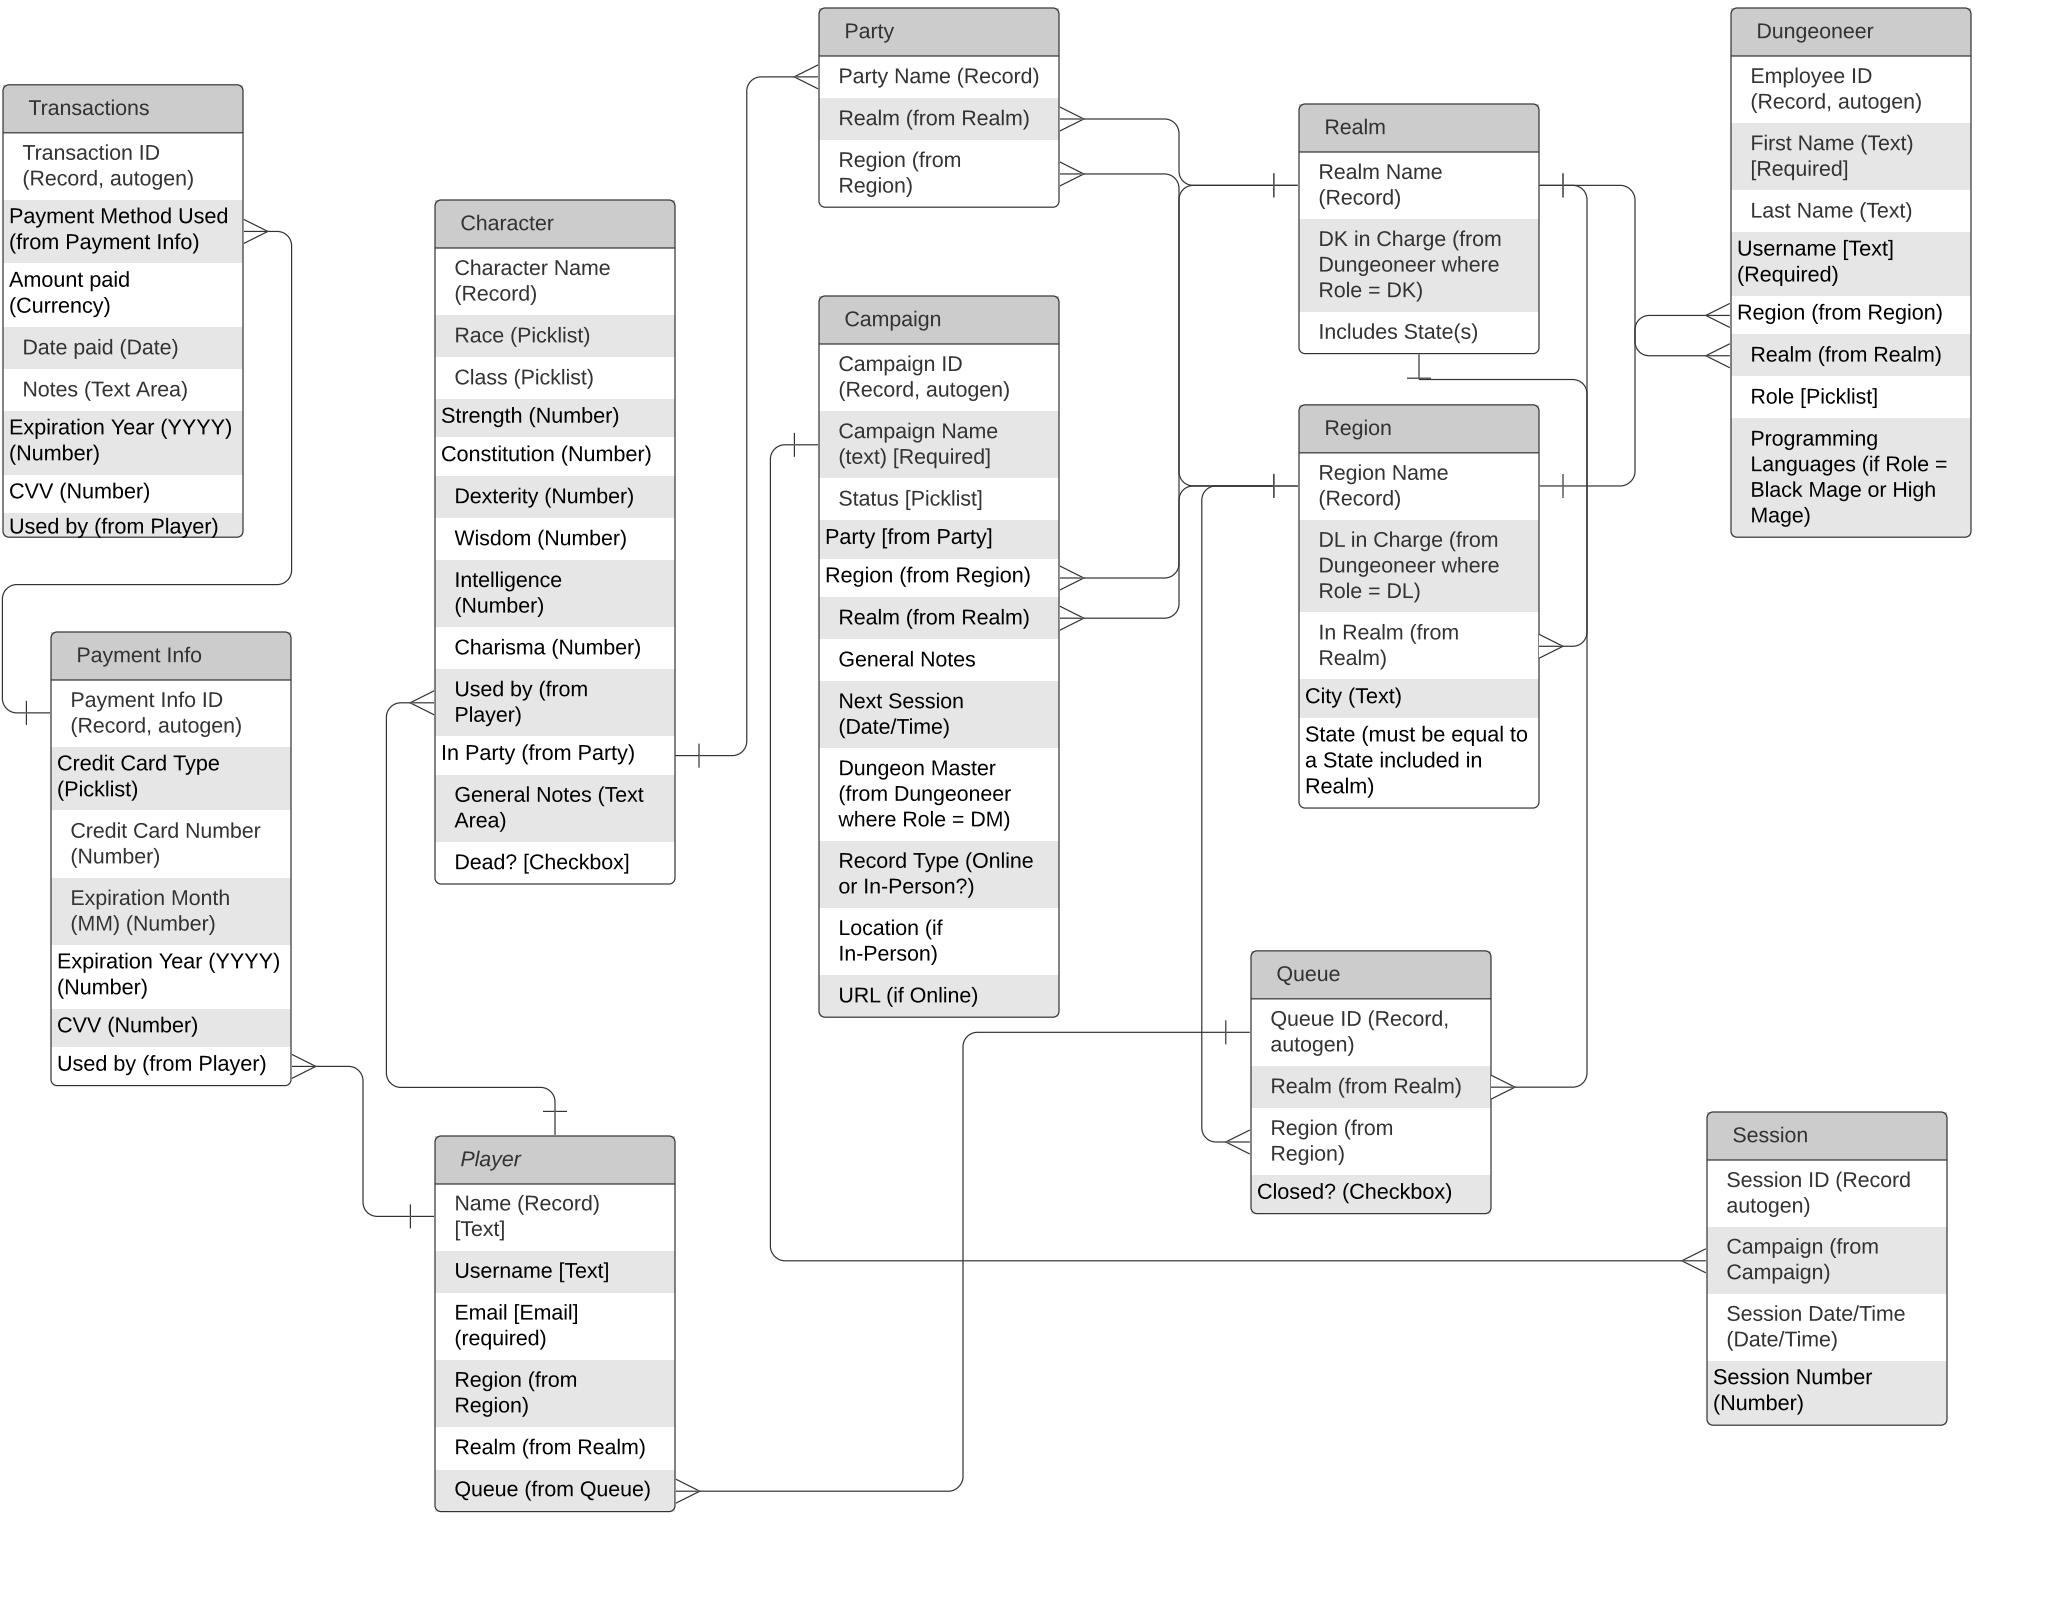 Transactions
Transaction ID
(Record, autogen)
Payment Method Used
(from Payment Info)
Amount paid
(Currency)
Date paid (Date)
Notes (Text Area)
Expiration Year (YYYY)
(Number)
CVV (Number)
Used by (from Player)
Payment Info
Payment Info ID
(Record, autogen)
Credit Card Type
(Picklist)
Credit Card Number
(Number)
Expiration Month
(MM) (Number)
Expiration Year (YYYY)
(Number)
CVV (Number)
Used by (from Player)
Character
Character Name
(Record)
Race (Picklist)
Class (Picklist)
Strength (Number)
Constitution (Number)
Dexterity (Number)
Wisdom (Number)
Intelligence
(Number)
Charisma (Number)
Used by (from
Player)
In Party (from Party)
General Notes (Text
Area)
Dead? [Checkbox]
Player
Name (Record)
[Text]
Username [Text]
Email [Email]
(required)
Region (from
Region)
Realm (from Realm)
Queue (from Queue)
Party
Party Name (Record)
Realm (from Realm)
Region (from
Region)
Campaign
Campaign ID
(Record, autogen)
Campaign Name
(text) [Required]
Status [Picklist]
Party [from Party]
Region (from Region)
Realm (from Realm)
General Notes
Next Session
(Date/Time)
Dungeon Master
(from Dungeoneer
where Role = DM)
Record Type (Online
or In-Person?)
Location (if
In-Person)
URL (if Online)
Realm
Realm Name
(Record)
DK in Charge (from
Dungeoneer where
Role = DK)
Includes State(s)
Region
Region Name
(Record)
DL in Charge (from
Dungeoneer where
Role = DL)
In Realm (from
Realm)
City (Text)
State (must be equal to
a State included in
Realm)
Queue
Queue ID (Record,
autogen)
Realm (from Realm)
Region (from
Region)
Closed? (Checkbox)
Dungeoneer
Employee ID
(Record, autogen)
First Name (Text)
[Required]
Last Name (Text)
Username [Text]
(Required)
Region (from Region)
Realm (from Realm)
Role [Picklist]
Programming
Languages (if Role =
Black Mage or High
Mage)
Session
Session ID (Record
autogen)
Campaign (from
Campaign)
Session Date/Time
(Date/Time)
Session Number
(Number)